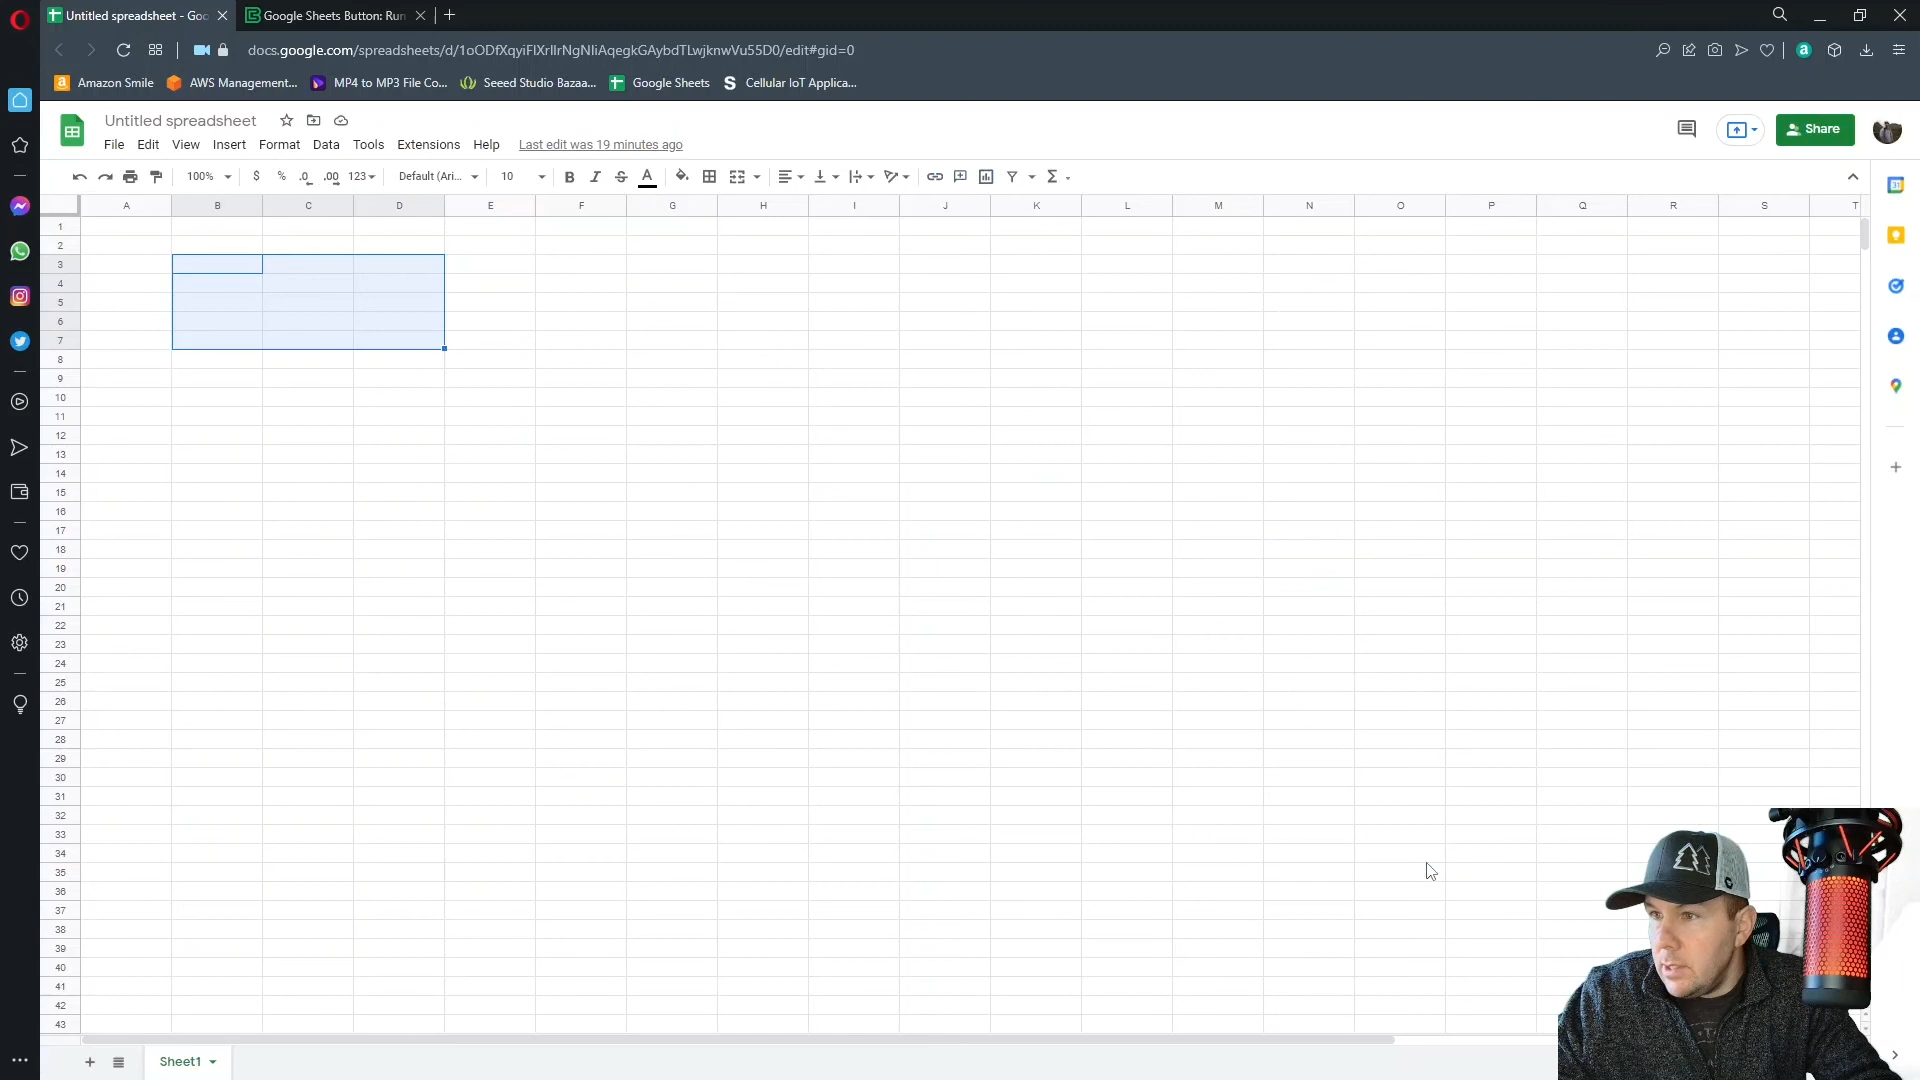 Untitled spreadsheet - Goo
Google Sheets Button: Run
docs.google.com/spreadsheets/d/1oODfXqyiFIXrIlrNgNIiAqegkGAybdTLwjknwVu55D0/edit#gid=0
Amazon Smile
AWS Management...
MP4 to MP3 File Co...
Seeed Studio Bazaa...
Google Sheets
Cellular IoT Applica...
Untitled spreadsheet
Share
File Edit View Insert Format Data Tools Extensions Help Last edit was 19 minutes ago
100% $ % .0 .00 123 Default (Ari... 10 B I S A
A B C D E F G H I J K L M N O P Q R S T
1
2
3
4
5
6
7
8
9
10
11
12
13
14
15
16
17
18
19
20
21
22
23
24
25
26
27
28
29
30
31
32
33
34
35
36
37
38
39
40
41
42
43
Sheet1